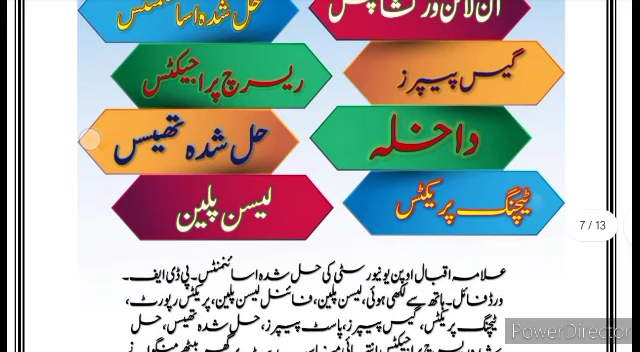 آن لائن ورکشاپس
حل شدہ اسائنمنٹس
گیس پیپرز
ریسرچ پراجیکٹس
داخلہ
حل شدہ تھیسس
ٹیچنگ پریکٹس
لیسن پلین
7 / 13
علامہ اقبال اوپن یونیورسٹی کی حل شدہ اسائنمنٹس۔ پی ڈی ایف۔
ورڈ فائل۔ ہاتھ سے لکھی ہوئی، لیسن پلین، فائنل لیسن پلین، پریکٹس رپورٹ،
ٹیچنگ پریکٹس، گیس پیپرز، پاسٹ پیپرز، حل شدہ تھیسس، حل
PowerDirector